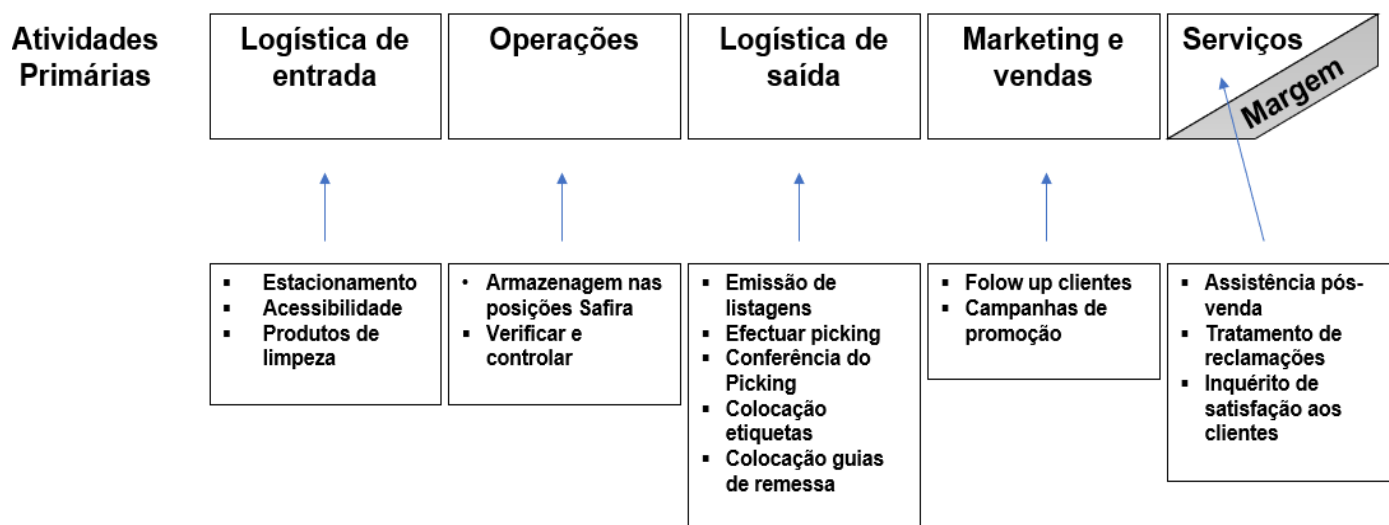 Atividades
Primárias
Logística de
entrada
Operações
Logística de
saída
Marketing e
vendas
Serviços
Margem
▪ Estacionamento
▪ Acessibilidade
▪ Produtos de
limpeza
• Armazenagem nas
posições Safira
▪ Verificar e
controlar
▪ Emissão de
listagens
▪ Efectuar picking
▪ Conferência do
Picking
▪ Colocação
etiquetas
▪ Colocação guias
de remessa
▪ Folow up clientes
▪ Campanhas de
promoção
▪ Assistência pós-
venda
▪ Tratamento de
reclamações
▪ Inquérito de
satisfação aos
clientes